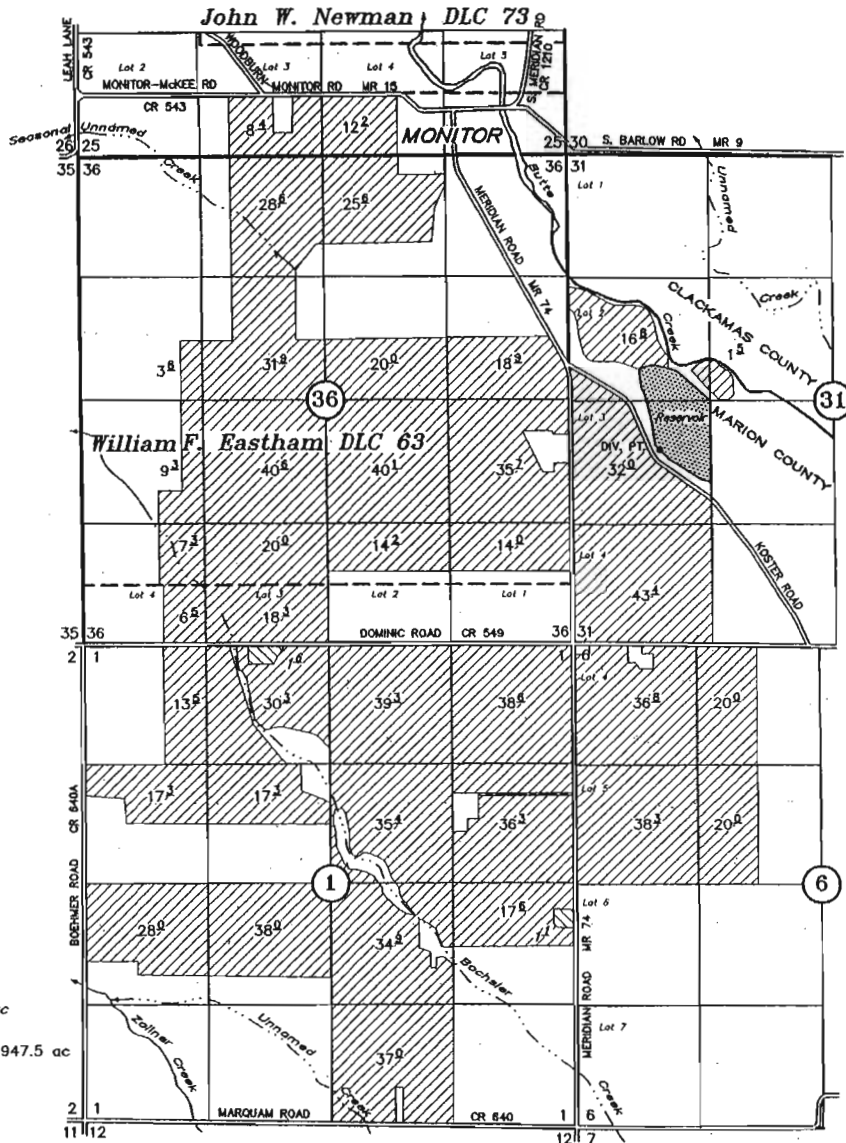 John W. Newman DLC 73
LEAH LANE
CR 543
Lot 2
WOODBURN
Lot 3
Lot 4
Lot 5
S. MERIDIAN RD
CR 1210
MONITOR-McKEE RD
MONITOR RD MR 15
CR 543
Seasonal Unnamed
Creek
8 4
12 2
MONITOR
26 25
25 30
S. BARLOW RD MR 9
35 36
36 31
Butte
Lot 1
Unnamed
28 6
25 6
MERIDIAN ROAD
MR 74
Creek
CLACKAMAS COUNTY
Lot 2
16 8
Creek
1 5
3 6
31 9
20 0
18 9
36
31
Lot 3
Reservoir
MARION COUNTY
William F. Eastham DLC 63
DIV. PT.
9 3
40 6
40 1
35 7
32 0
7 3
20 0
14 2
14 0
Lot 4
KOSTER ROAD
Lot 4
Lot 3
Lot 2
Lot 1
6 5
18 3
43 4
35 36
DOMINIC ROAD CR 549
36 31
2 1
1 6
Lot 4
13 5
30 3
39 3
38 6
36 8
20 0
BOEHMER ROAD CR 640A
17 3
17 3
Lot 5
35 4
36 3
38 3
20 0
1
6
28 0
38 0
34 9
17 6
Lot 6
MERIDIAN ROAD MR 74
Bochsler
Creek
Zollner
Creek
Unnamed
Creek
Lot 7
c
947.5 ac
37 0
2 1
MARQUAM ROAD
CR 640
1 6
11 12
12 7